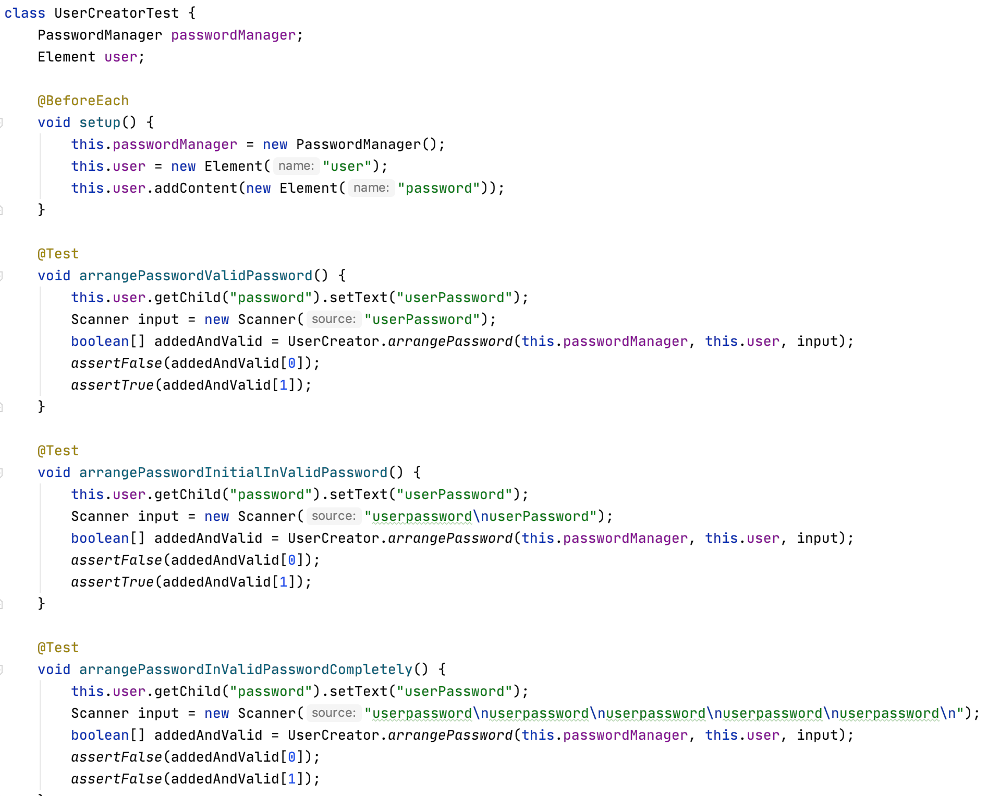 class UserCreatorTest {
    PasswordManager passwordManager;
    Element user;

    @BeforeEach
    void setup() {
        this.passwordManager = new PasswordManager();
        this.user = new Element( name: "user");
        this.user.addContent(new Element( name: "password"));
    }

    @Test
    void arrangePasswordValidPassword() {
        this.user.getChild("password").setText("userPassword");
        Scanner input = new Scanner( source: "userPassword");
        boolean[] addedAndValid = UserCreator.arrangePassword(this.passwordManager, this.user, input);
        assertFalse(addedAndValid[0]);
        assertTrue(addedAndValid[1]);
    }

    @Test
    void arrangePasswordInitialInValidPassword() {
        this.user.getChild("password").setText("userPassword");
        Scanner input = new Scanner( source: "userpassword\nuserPassword");
        boolean[] addedAndValid = UserCreator.arrangePassword(this.passwordManager, this.user, input);
        assertFalse(addedAndValid[0]);
        assertTrue(addedAndValid[1]);
    }

    @Test
    void arrangePasswordInValidPasswordCompletely() {
        this.user.getChild("password").setText("userPassword");
        Scanner input = new Scanner( source: "userpassword\nuserpassword\nuserpassword\nuserpassword\nuserpassword\n");
        boolean[] addedAndValid = UserCreator.arrangePassword(this.passwordManager, this.user, input);
        assertFalse(addedAndValid[0]);
        assertFalse(addedAndValid[1]);
    }